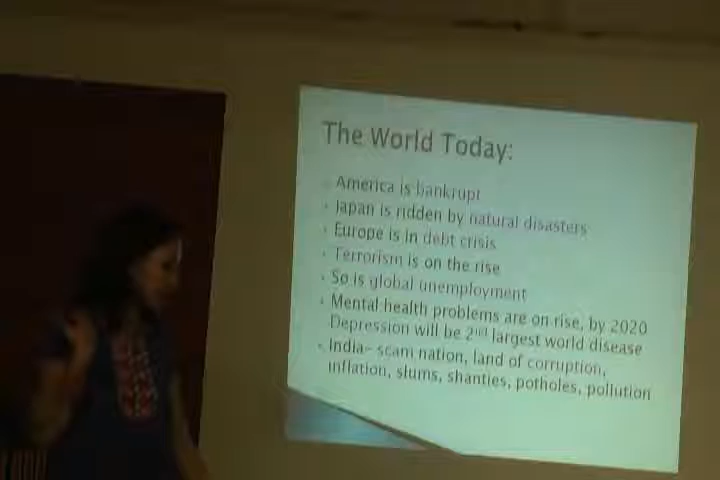 The World Today:
America is bankrupt
Japan is ridden by natural disasters
Europe is in debt crisis
Terrorism is on the rise
So is global unemployment
Mental health problems are on rise, by 2020
Depression will be 2nd largest world disease
India- scam nation, land of corruption,
inflation, slums, shanties, potholes, pollution